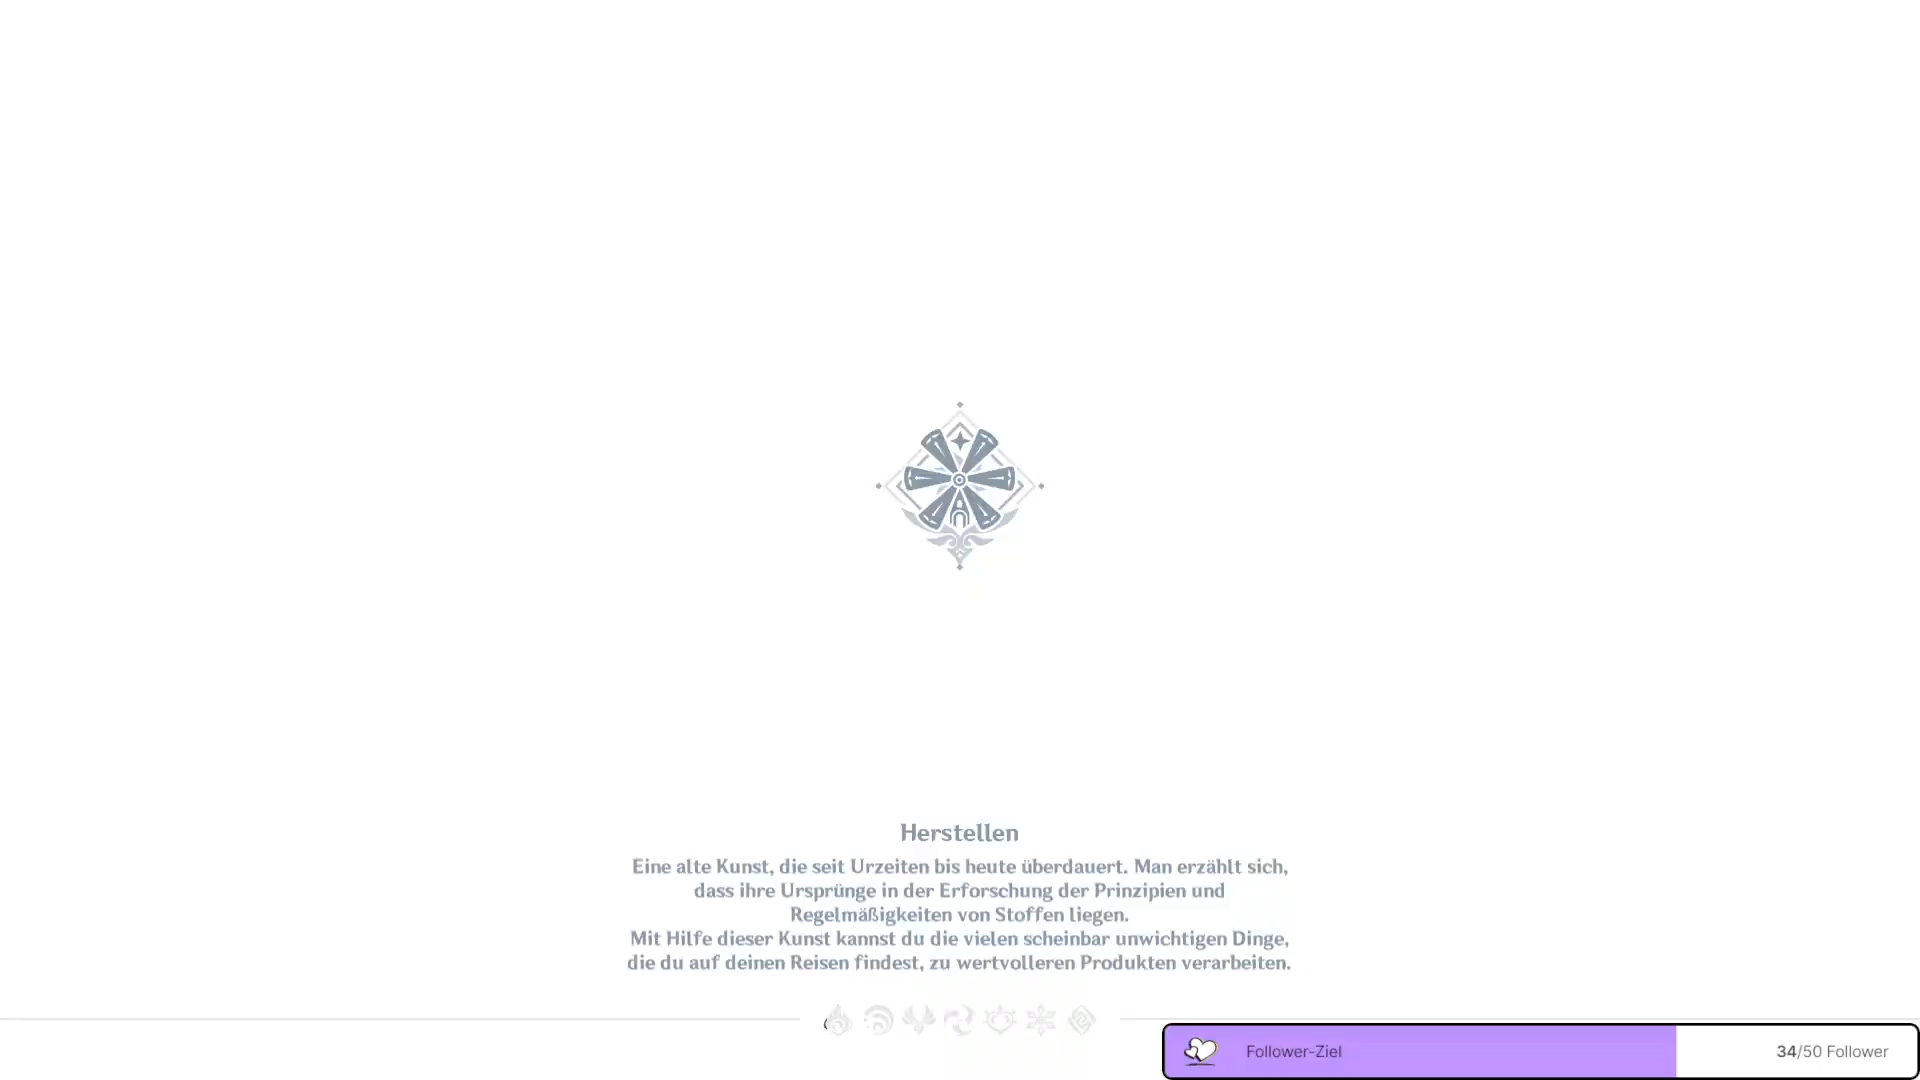 Herstellen
Eine alte Kunst, die seit Urzeiten bis heute überdauert. Man erzählt sich,
dass ihre Ursprünge in der Erforschung der Prinzipien und
Regelmäßigkeiten von Stoffen liegen.
Mit Hilfe dieser Kunst kannst du die vielen scheinbar unwichtigen Dinge,
die du auf deinen Reisen findest, zu wertvolleren Produkten verarbeiten.
Follower-Ziel
34/50 Follower